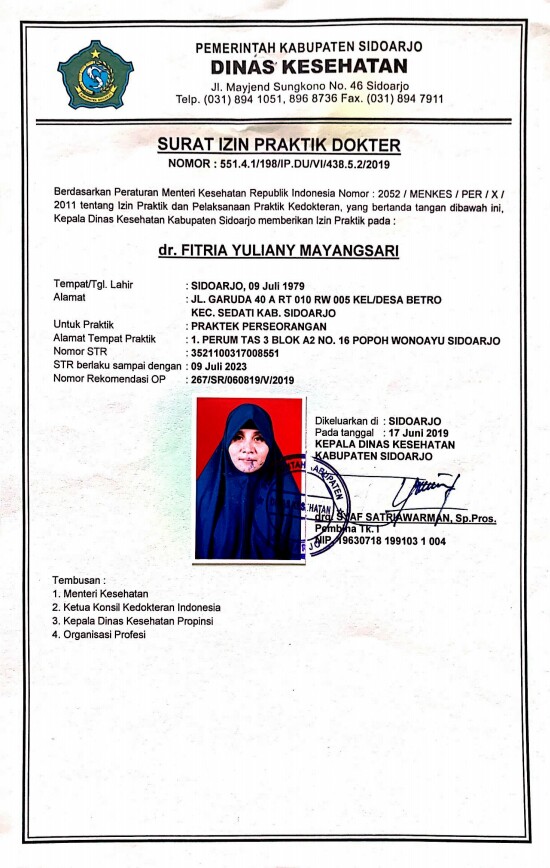 PEMERINTAH KABUPATEN SIDOARJO
DINAS KESEHATAN
Jl. Mayjend Sungkono No. 46 Sidoarjo
Telp. (031) 894 1051, 896 8736 Fax. (031) 894 7911
SURAT IZIN PRAKTIK DOKTER
NOMOR : 551.4.1/198/IP.DU/VI/438.5.2/2019
Berdasarkan Peraturan Menteri Kesehatan Republik Indonesia Nomor : 2052 / MENKES / PER / X /
2011 tentang Izin Praktik dan Pelaksanaan Praktik Kedokteran, yang bertanda tangan dibawah ini,
Kepala Dinas Kesehatan Kabupaten Sidoarjo memberikan Izin Praktik pada :
dr. FITRIA YULIANY MAYANGSARI
Tempat/Tgl. Lahir : SIDOARJO, 09 Juli 1979
Alamat : JL. GARUDA 40 A RT 010 RW 005 KEL/DESA BETRO
KEC. SEDATI KAB. SIDOARJO
Untuk Praktik : PRAKTEK PERSEORANGAN
Alamat Tempat Praktik : 1. PERUM TAS 3 BLOK A2 NO. 16 POPOH WONOAYU SIDOARJO
Nomor STR : 3521100317008551
STR berlaku sampai dengan : 09 Juli 2023
Nomor Rekomendasi OP : 267/SR/060819/V/2019
Dikeluarkan di : SIDOARJO
Pada tanggal : 17 Juni 2019
KEPALA DINAS KESEHATAN
KABUPATEN SIDOARJO
drg. SYAF SATRIAWARMAN, Sp.Pros.
Pembina Tk.I
NIP. 19630718 199103 1 004
Tembusan :
1. Menteri Kesehatan
2. Ketua Konsil Kedokteran Indonesia
3. Kepala Dinas Kesehatan Propinsi
4. Organisasi Profesi